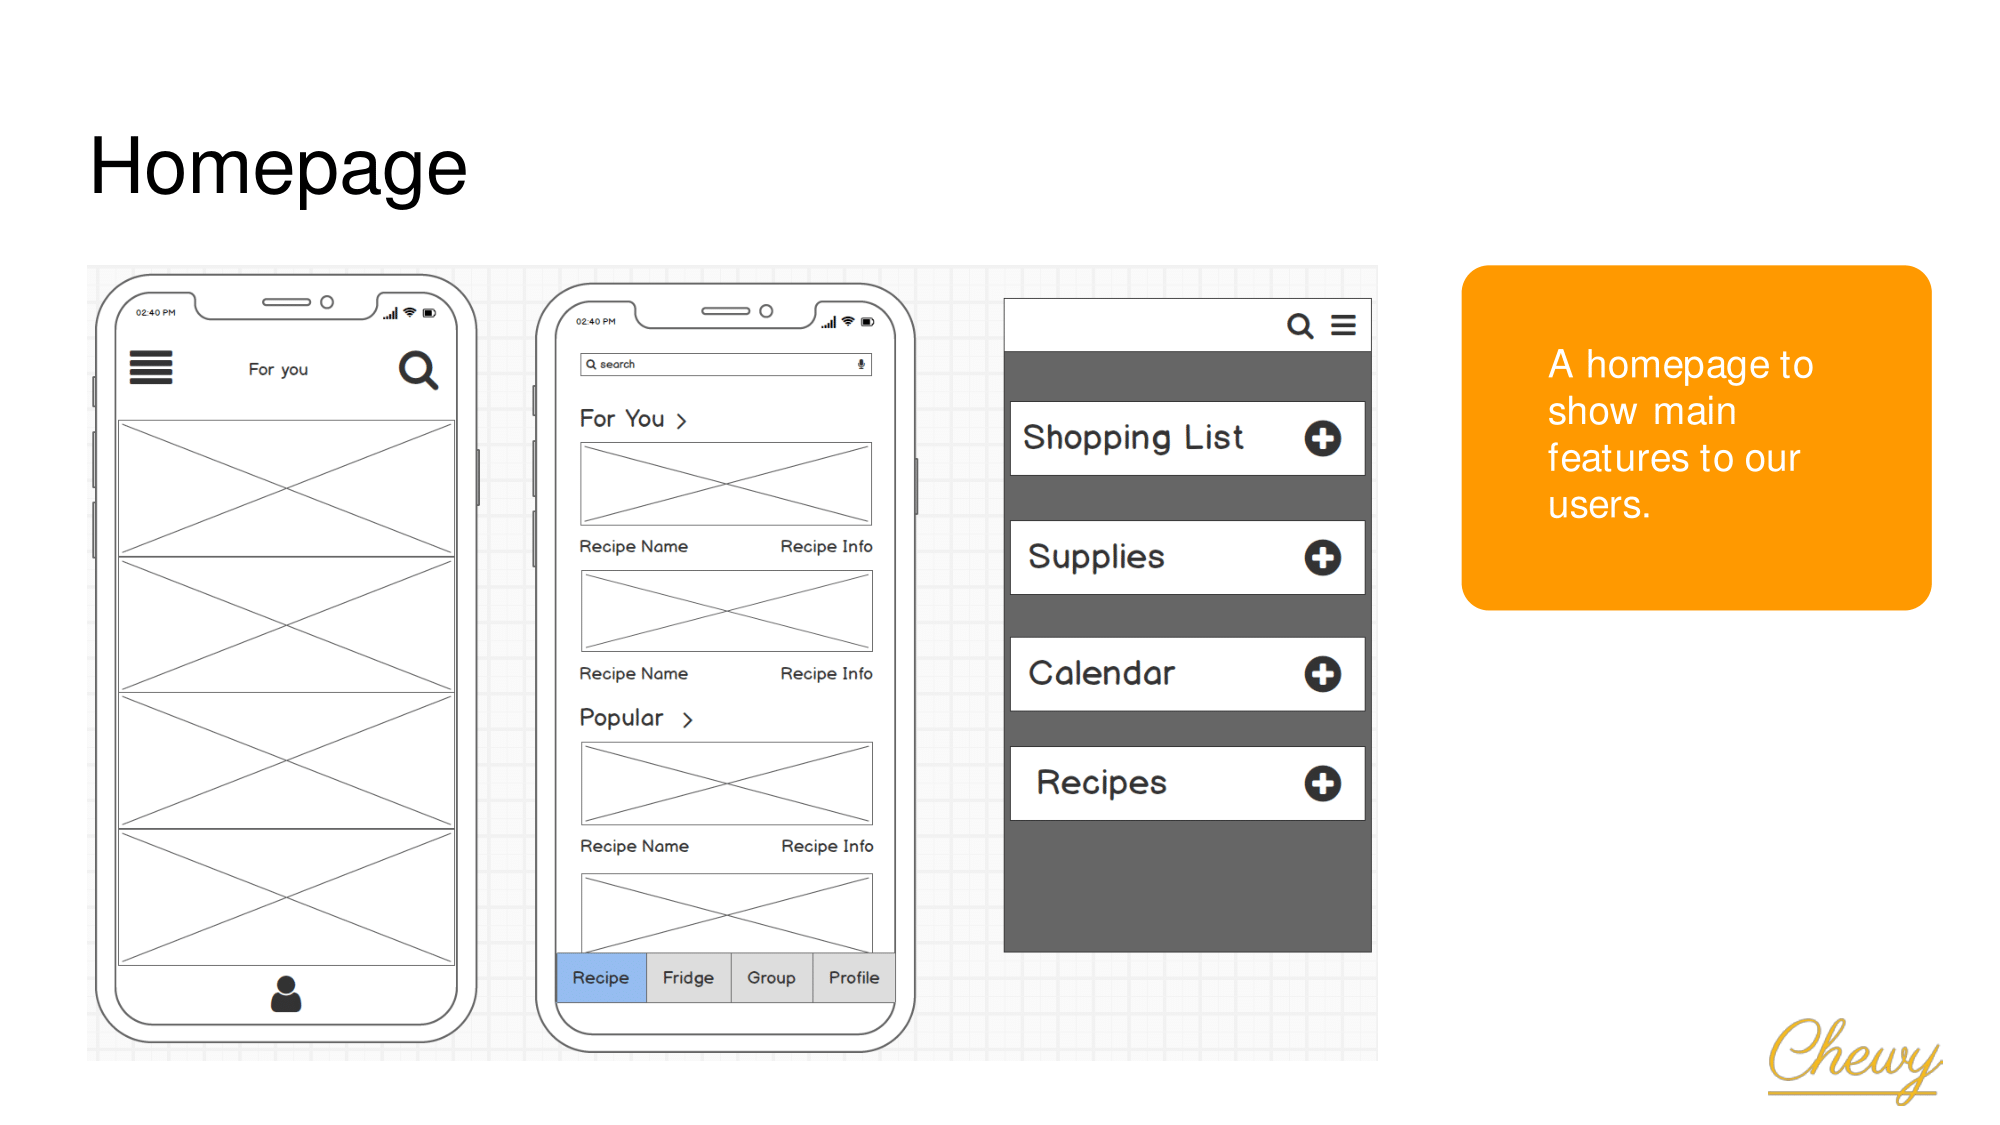 Homepage
02:40 PM
For you
02:40 PM
search
For You
Recipe Name Recipe Info
Recipe Name Recipe Info
Popular
Recipe Name Recipe Info
Recipe Fridge Group Profile
Shopping List
Supplies
Calendar
Recipes
A homepage to
show main
features to our
users.
Chewy